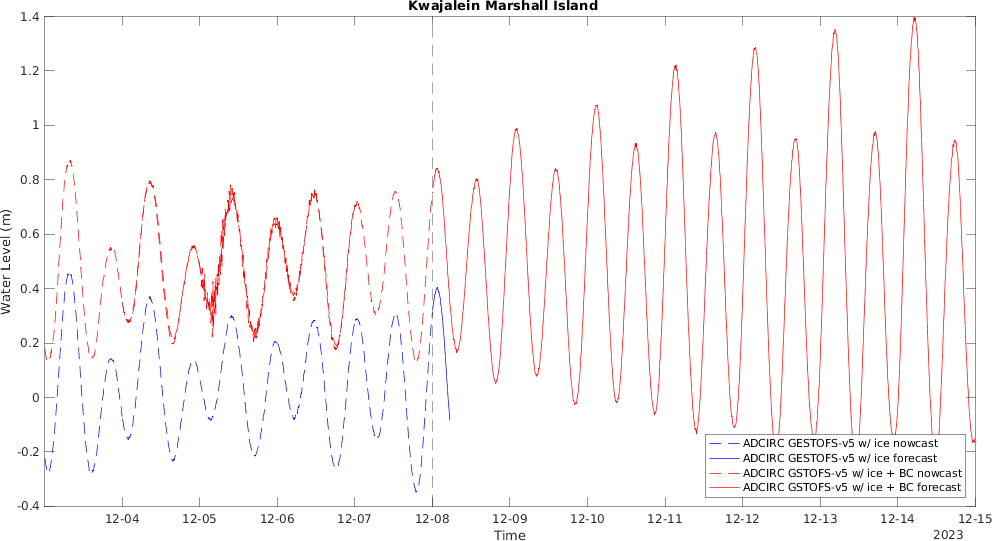 Kwajalein Marshall Island
1.4
1.2
1
0.8
0.6
0.4
0.2
0
-0.2
-0.4
Water Level (m)
ADCIRC GESTOFS-v5 w/ ice nowcast
ADCIRC GESTOFS-v5 w/ ice forecast
ADCIRC GSTOFS-v5 w/ ice + BC nowcast
ADCIRC GSTOFS-v5 w/ ice + BC forecast
12-04 12-05 12-06 12-07 12-08 12-09 12-10 12-11 12-12 12-13 12-14 12-15
Time
2023